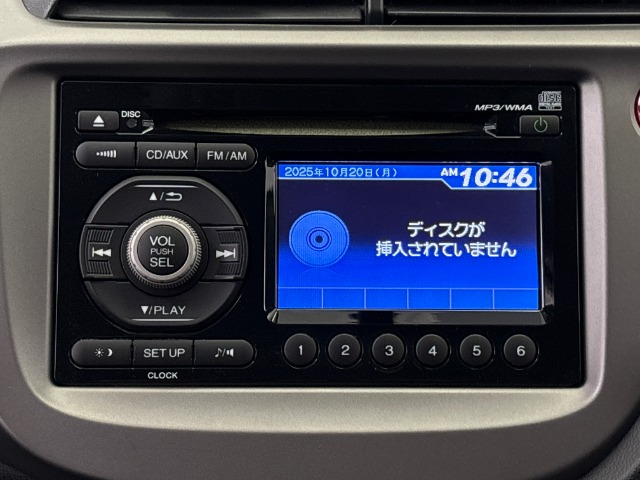 DISC
MP3/WMA
CD/AUX
FM/AM
2025年10月20日(月)
AM 10:46
VOL
PUSH
SEL
ディスクが
挿入されていません
▼/PLAY
SET UP
CLOCK
1 2 3 4 5 6